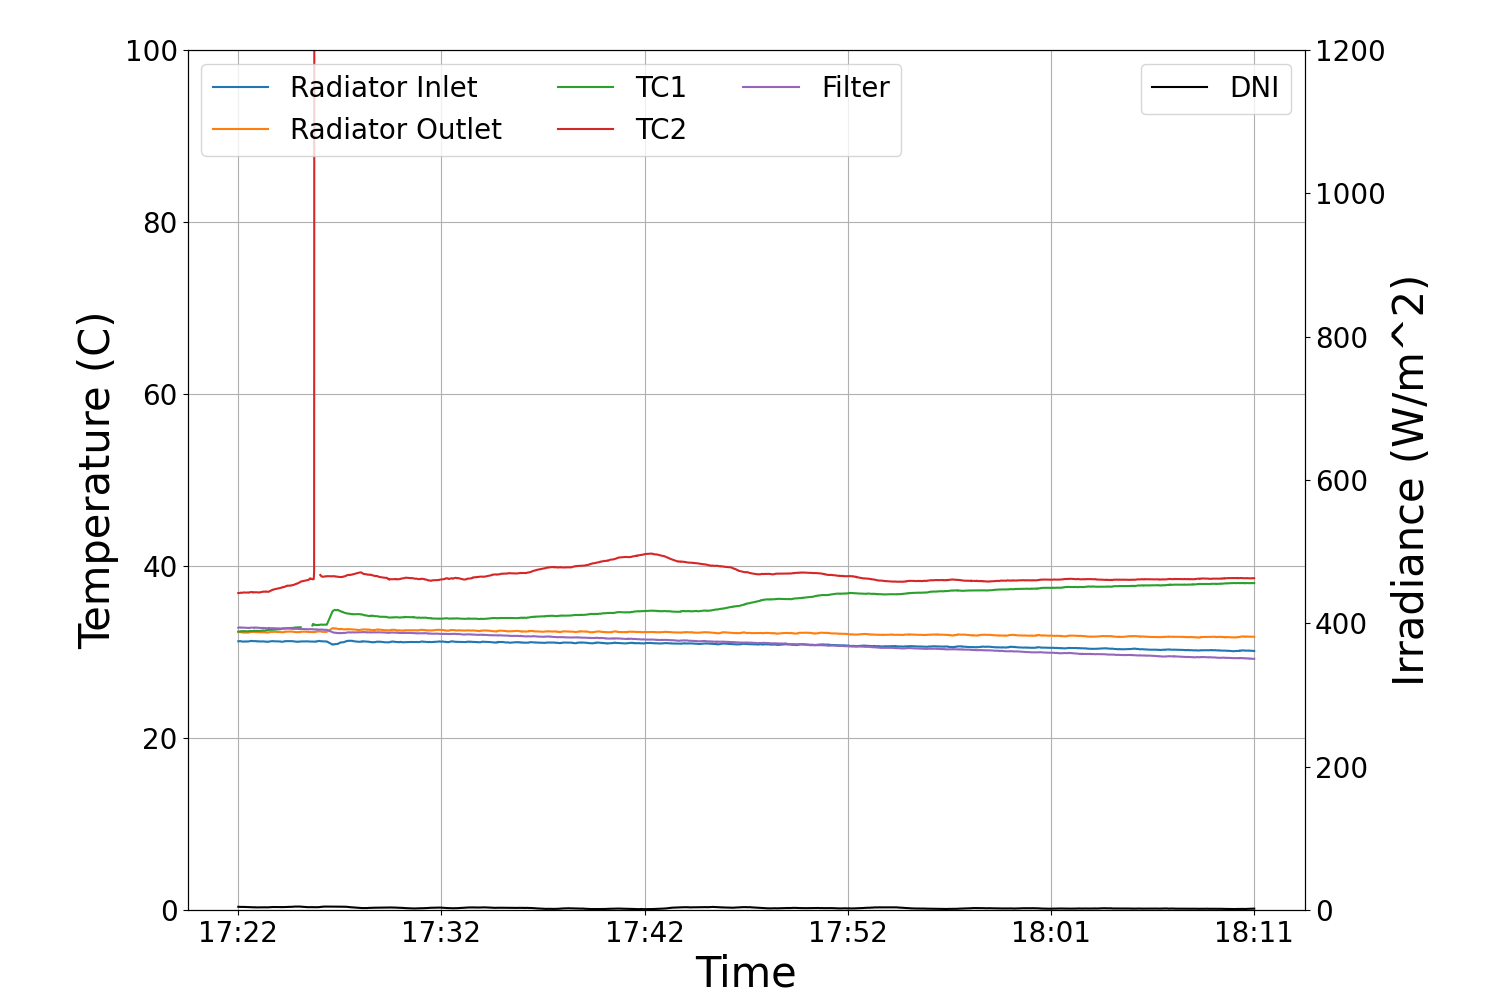 Radiator Inlet
Radiator Outlet
TC1
TC2
Filter
DNI
Temperature (C)
100
80
60
40
20
0
1200
1000
800
600
400
200
0
Irradiance (W/m^2)
17:22 17:32 17:42 17:52 18:01 18:11
Time